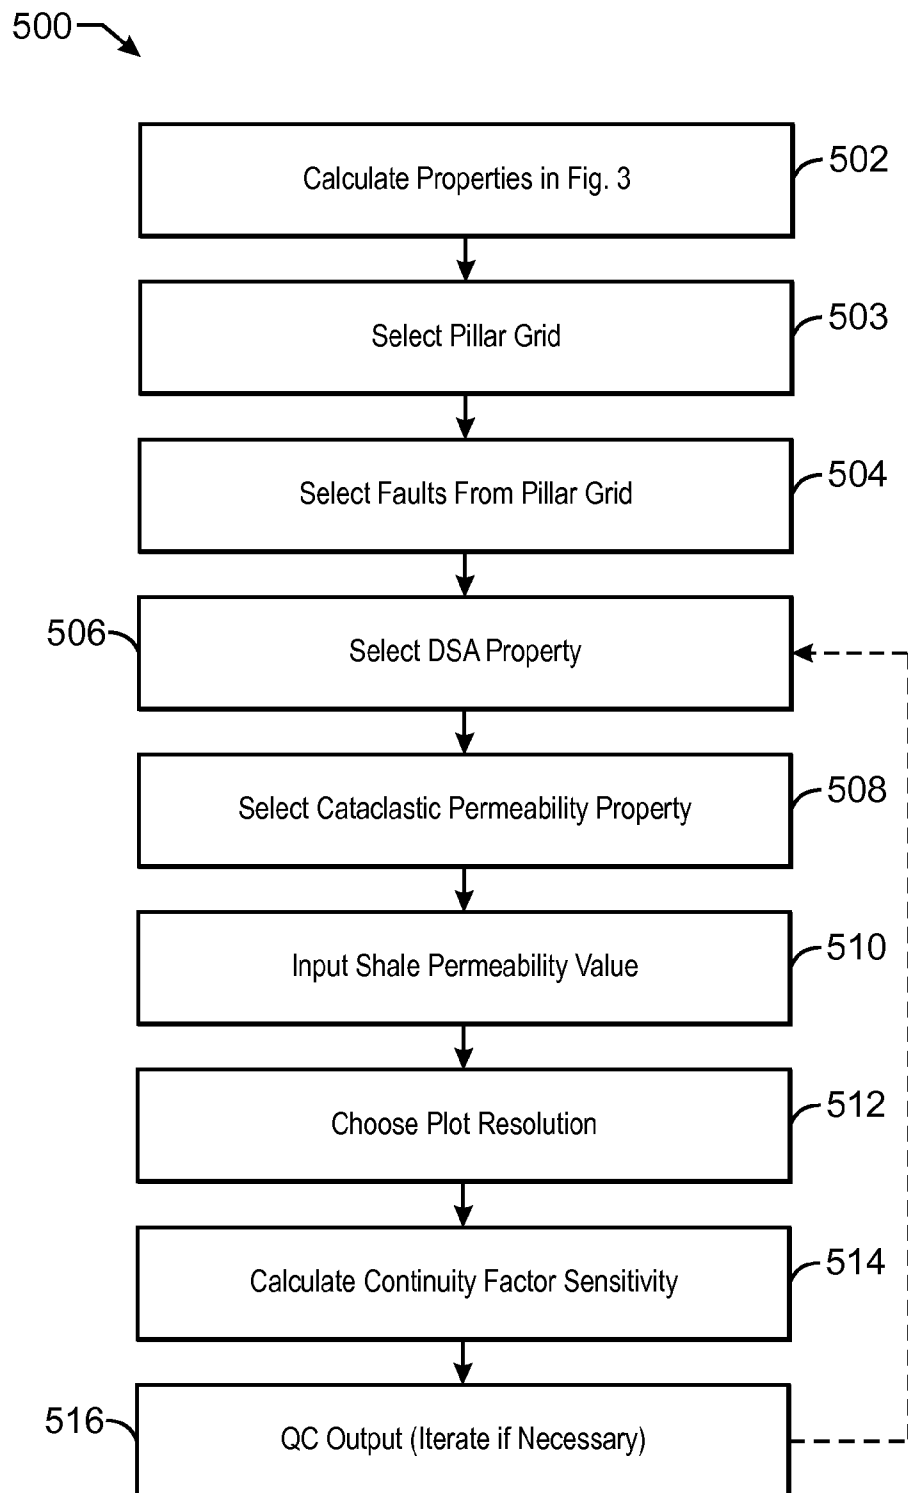 500
Calculate Properties in Fig. 3
502
Select Pillar Grid
503
Select Faults From Pillar Grid
504
506
Select DSA Property
Select Cataclastic Permeability Property
508
Input Shale Permeability Value
510
Choose Plot Resolution
512
Calculate Continuity Factor Sensitivity
514
516
QC Output (Iterate if Necessary)